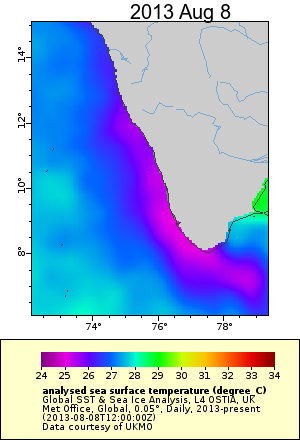 2013 Aug 8
14°
12°
10°
8°
74°
76°
78°
24 25 26 27 28 29 30 31 32 33 34
analysed sea surface temperature (degree_C)
Global SST & Sea Ice Analysis, L4 OSTIA, UK
Met Office, Global, 0.05°, Daily, 2013-present
(2013-08-08T12:00:00Z)
Data courtesy of UKMO